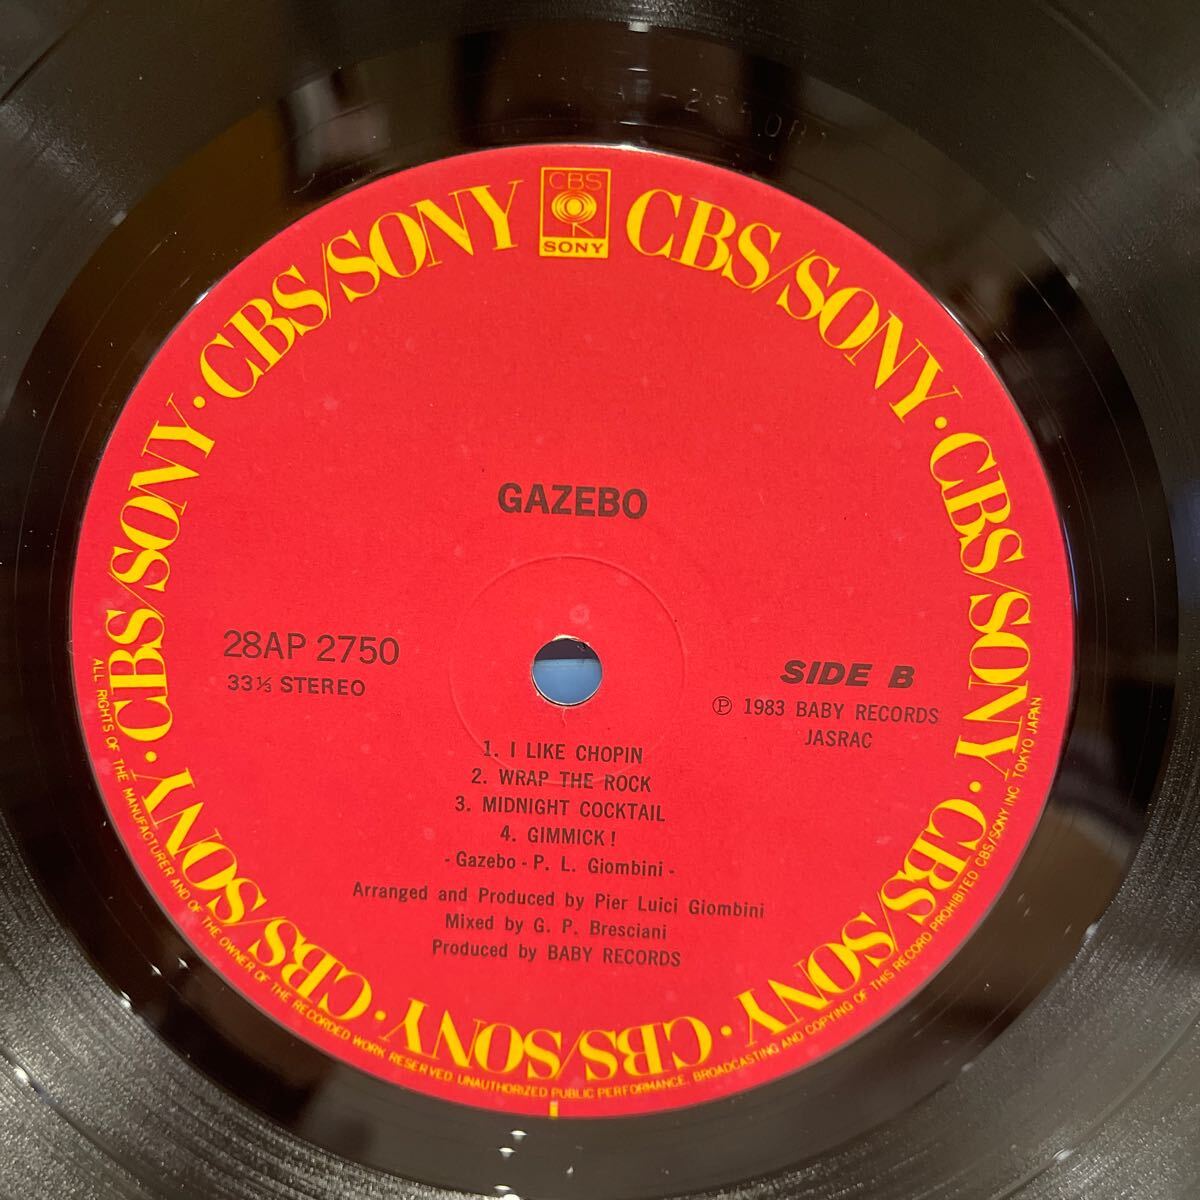 CBS
SONY
CBS/SONY · CBS/SONY · CBS/SONY · CBS/SONY · CBS/SONY · CBS/SONY · CBS/SONY · CBS/SONY
GAZEBO
28AP 2750
33⅓ STEREO
SIDE B
Ⓟ 1983 BABY RECORDS
JASRAC
1. I LIKE CHOPIN
2. WRAP THE ROCK
3. MIDNIGHT COCKTAIL
4. GIMMICK!
- Gazebo - P. L. Giombini -
Arranged and Produced by Pier Luici Giombini
Mixed by G. P. Bresciani
Produced by BABY RECORDS
ALL RIGHTS OF THE MANUFACTURER AND OF THE OWNER OF THE RECORDED WORK RESERVED UNAUTHORIZED PUBLIC PERFORMANCE, BROADCASTING AND COPYING OF THIS RECORD PROHIBITED CBS/SONY INC. TOKYO JAPAN